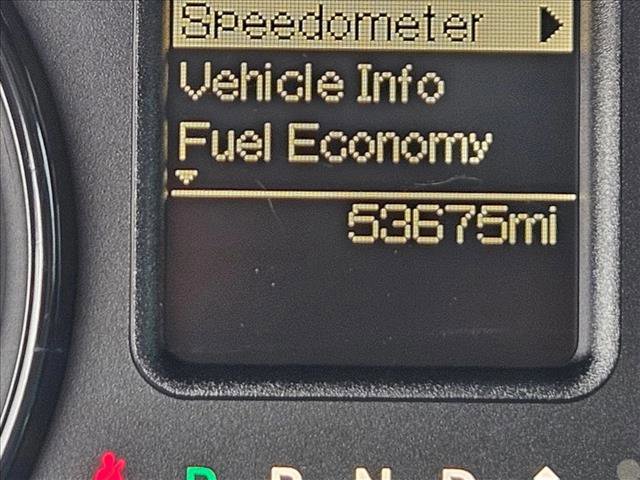 Speedometer
Vehicle Info
Fuel Economy
53675mi
P R N D